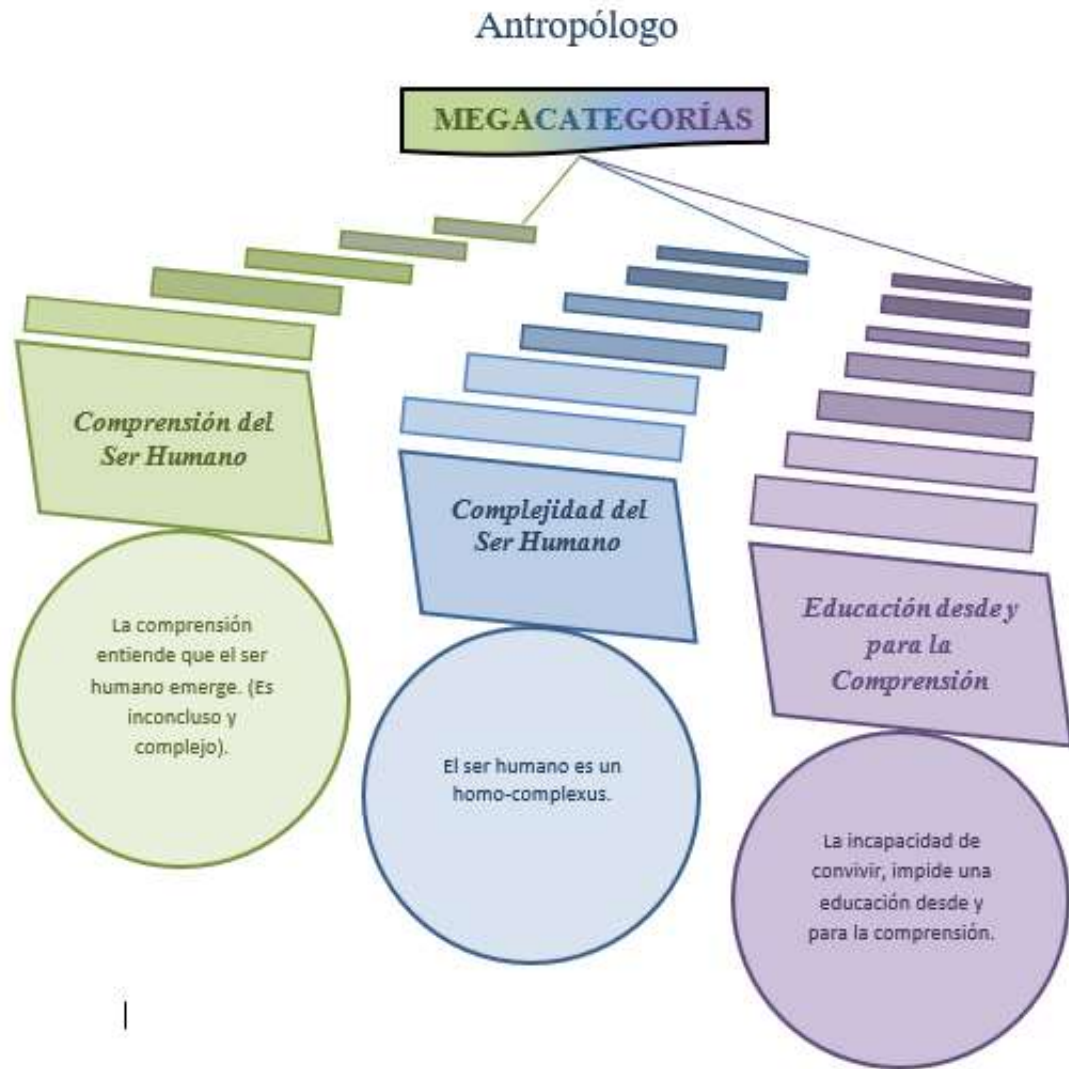 Antropólogo
MEGACATEGORÍAS
Comprensión del
Ser Humano
La comprensión
entiende que el ser
humano emerge. (Es
inconcluso y
complejo).
Complejidad del
Ser Humano
El ser humano es un
homo-complexus.
Educación desde y
para la
Comprensión
La incapacidad de
convivir, impide una
educación desde y
para la comprensión.